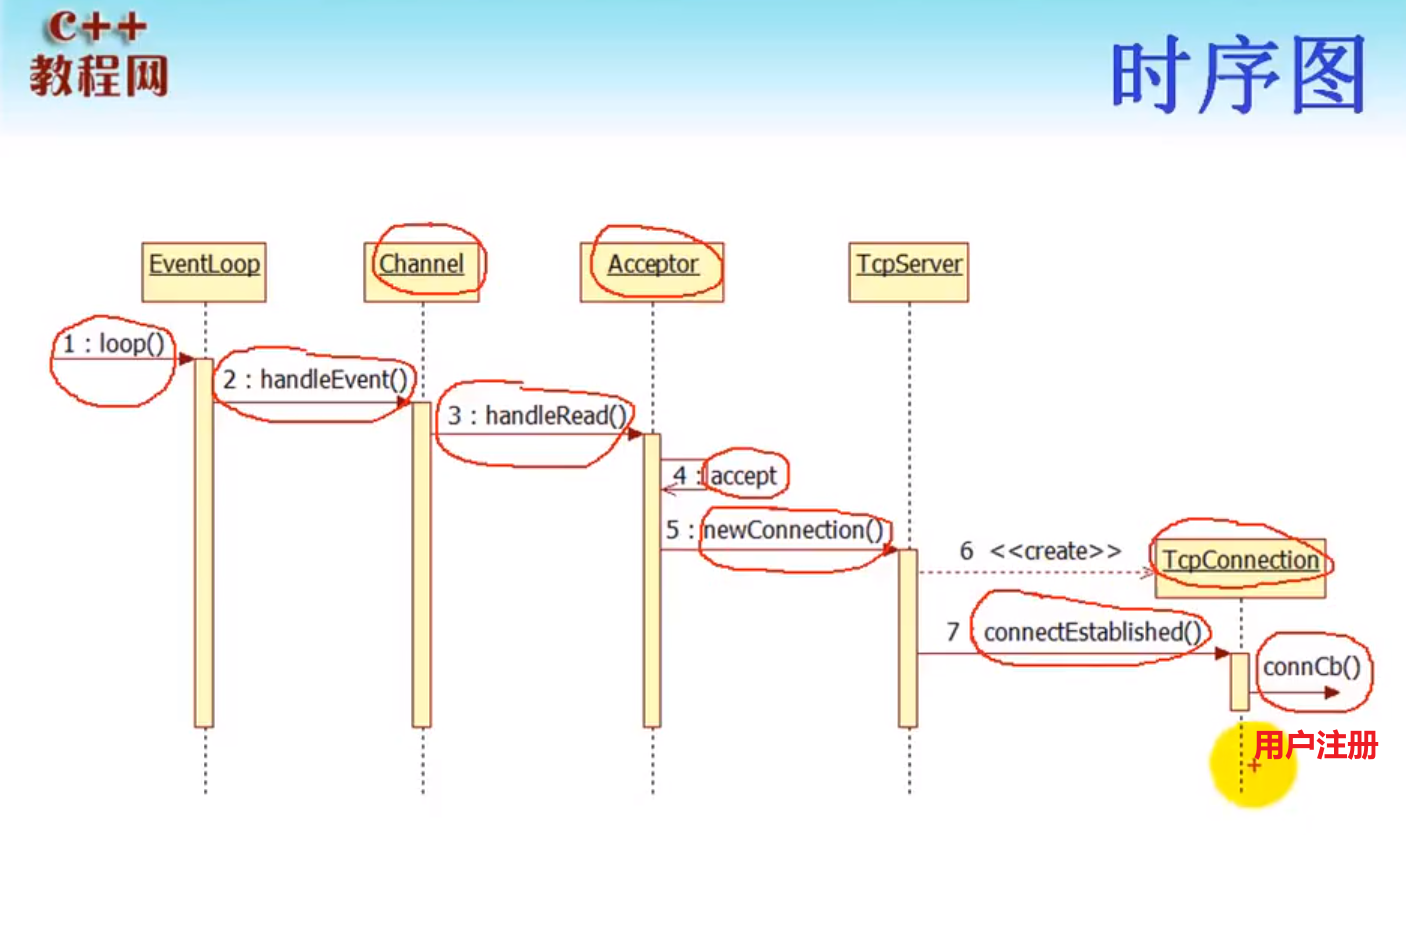 C++
教程网
时序图
EventLoop
Channel
Acceptor
TcpServer
1 : loop()
2 : handleEvent()
3 : handleRead()
4 : accept
5 : newConnection()
6 <<create>>
TcpConnection
7 connectEstablished()
connCb()
用户注册